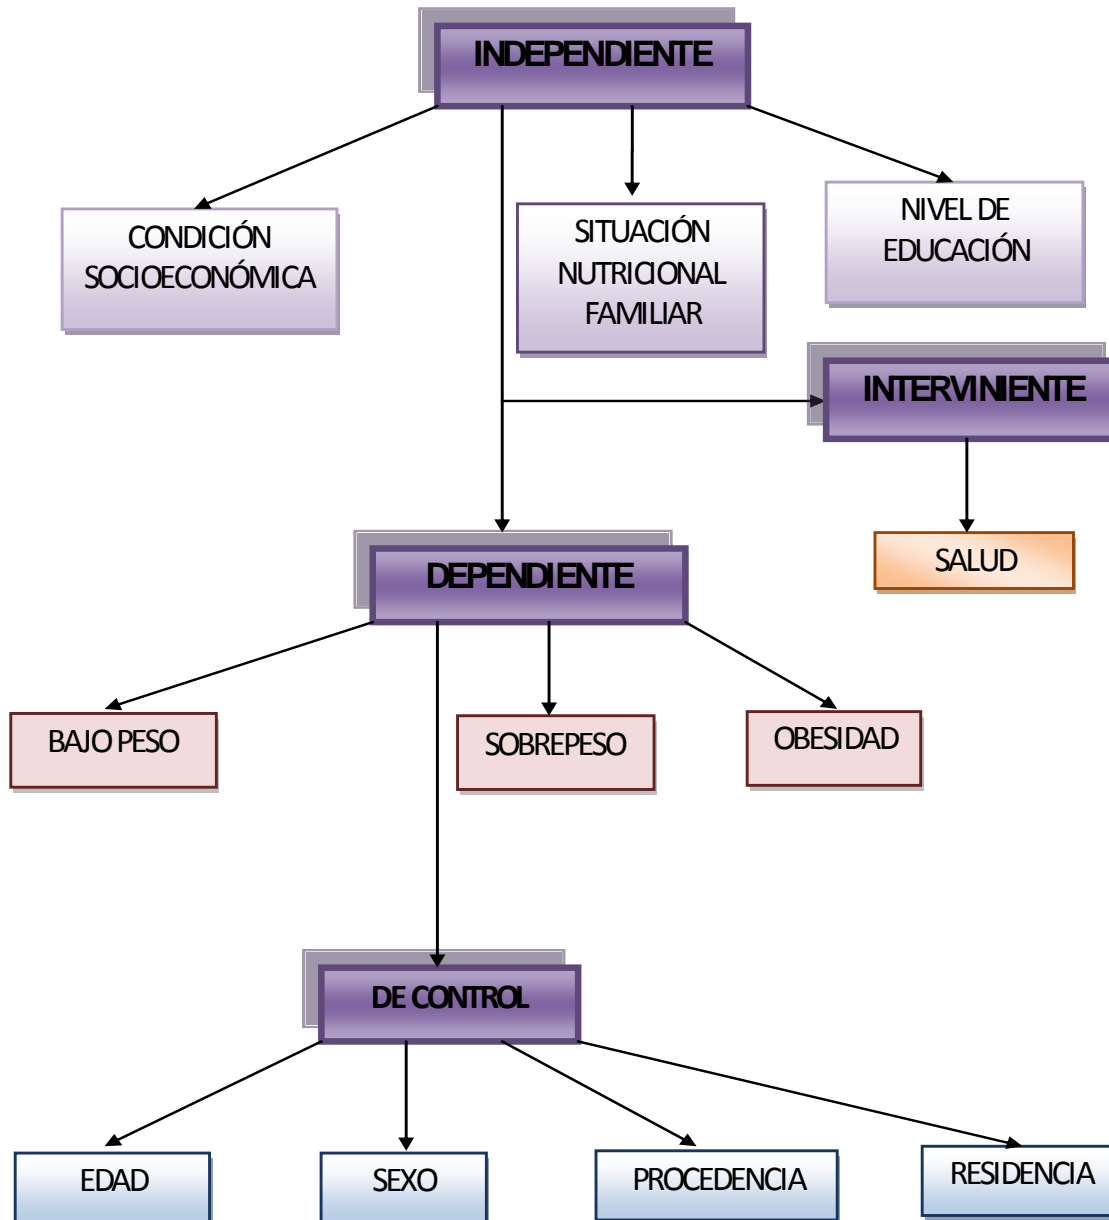 INDEPENDIENTE
CONDICIÓN
SOCIOECONÓMICA
SITUACIÓN
NUTRICIONAL
FAMILIAR
NIVEL DE
EDUCACIÓN
INTERVINIENTE
SALUD
DEPENDIENTE
BAJO PESO
SOBREPESO
OBESIDAD
DE CONTROL
EDAD
SEXO
PROCEDENCIA
RESIDENCIA